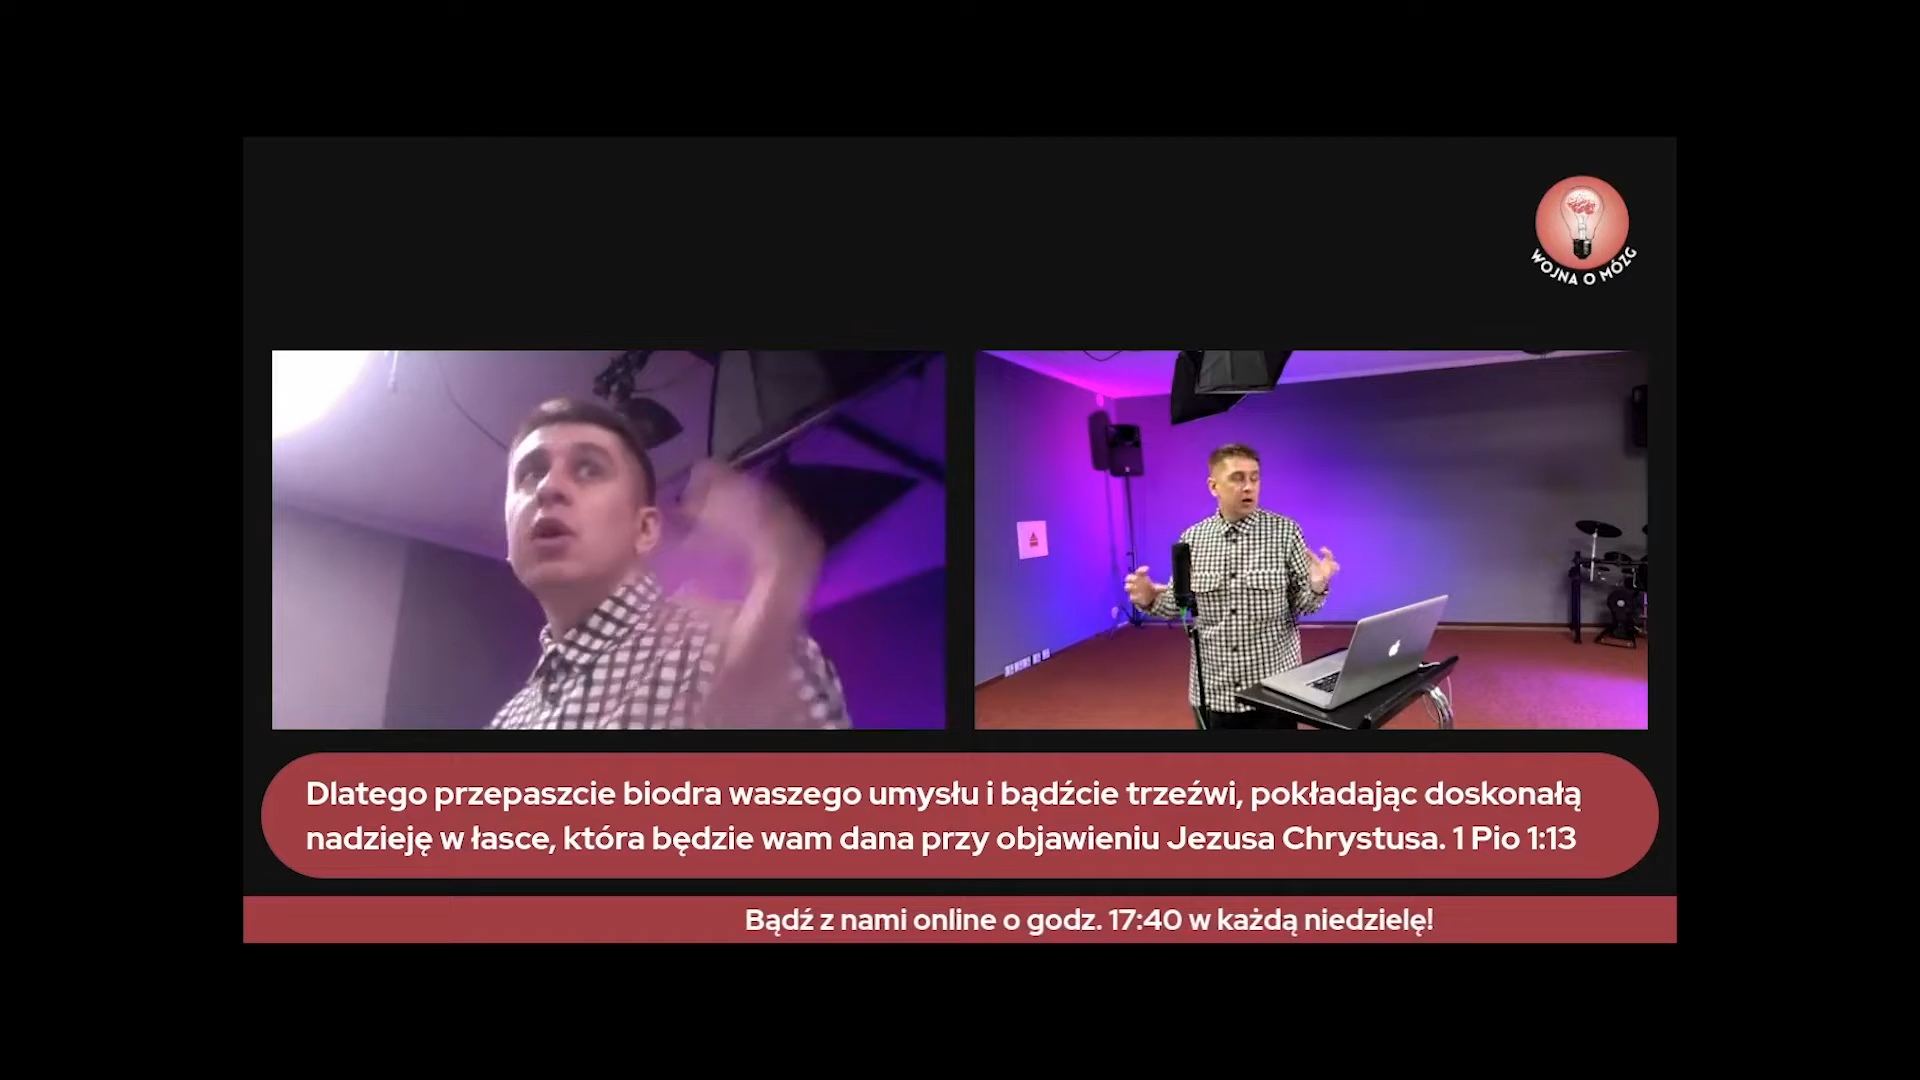 WOJNA O MÓZG
Dlatego przepaszcie biodra waszego umysłu i bądźcie trzeźwi, pokładając doskonałą
nadzieję w łasce, która będzie wam dana przy objawieniu Jezusa Chrystusa. 1 Pio 1:13
Bądź z nami online o godz. 17:40 w każdą niedzielę!